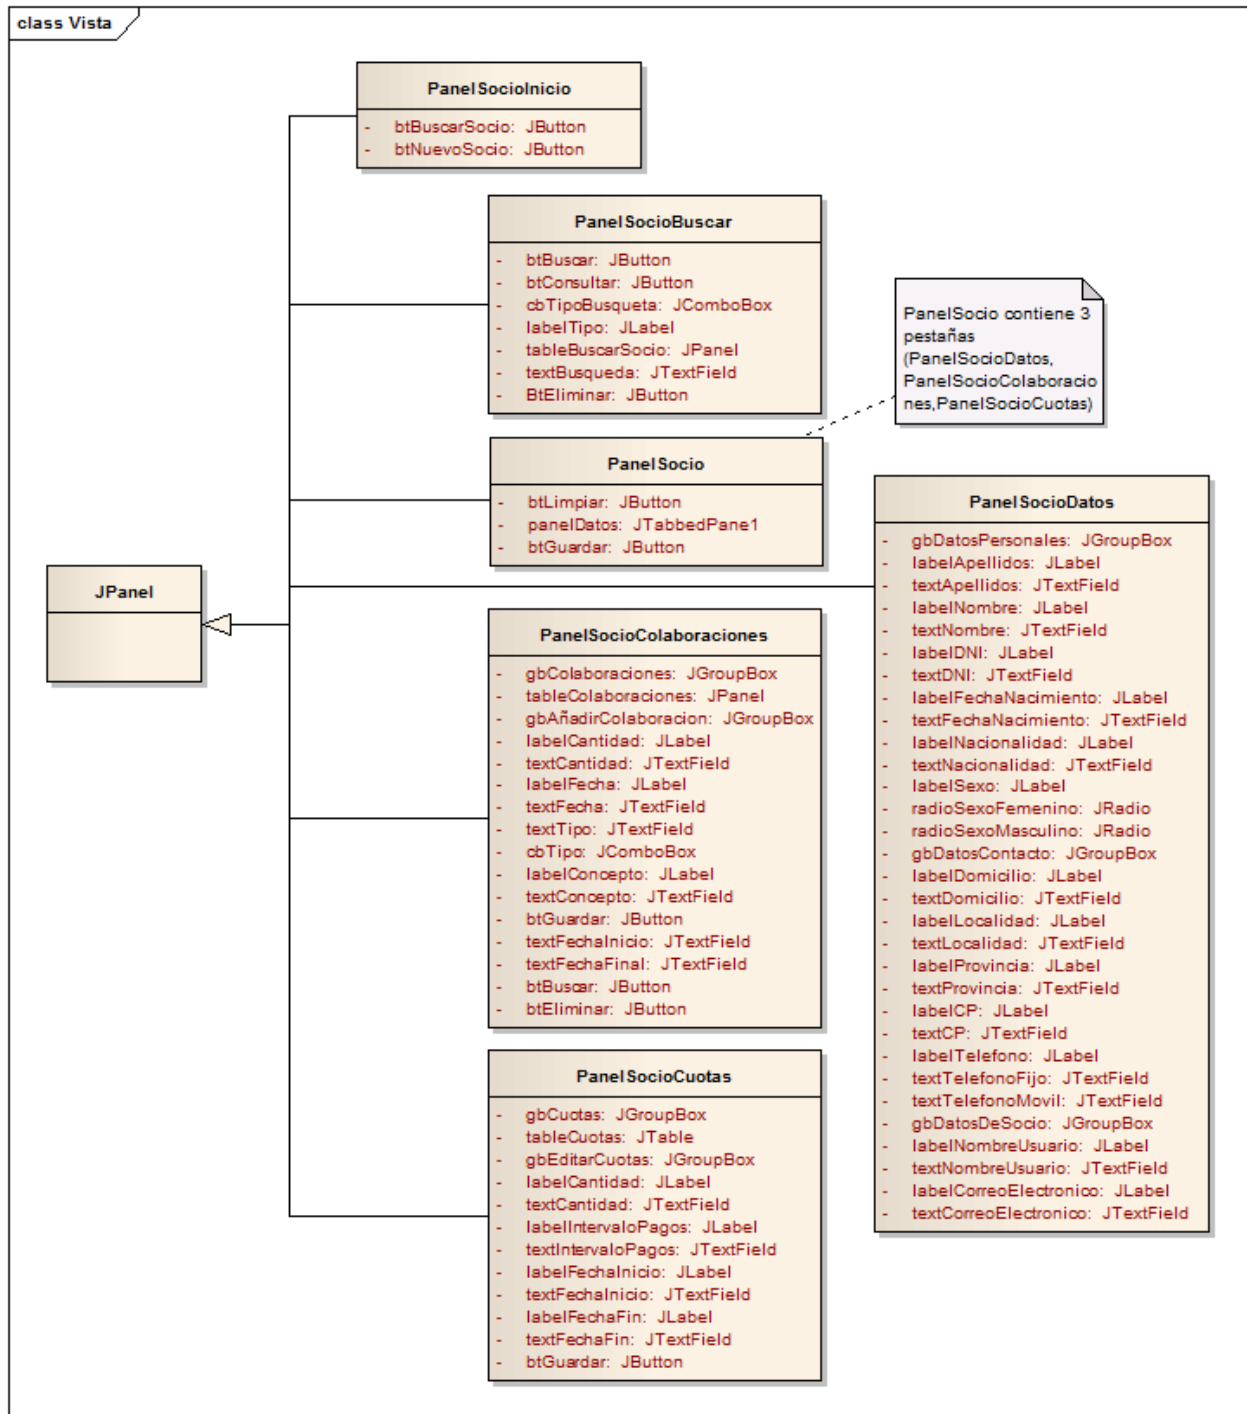 class Vista
PanelSocioInicio
- btBuscarSocio: JButton
- btNuevoSocio: JButton
PanelSocioBuscar
- btBuscar: JButton
- btConsultar: JButton
- cbTipoBusqueta: JComboBox
- labelTipo: JLabel
- tableBuscarSocio: JPanel
- textBusqueda: JTextField
- BtEliminar: JButton
PanelSocio contiene 3
pestañas
(PanelSocioDatos,
PanelSocioColaboracio
nes,PanelSocioCuotas)
PanelSocio
- btLimpiar: JButton
- panelDatos: JTabbedPane1
- btGuardar: JButton
JPanel
PanelSocioDatos
- gbDatosPersonales: JGroupBox
- labelApellidos: JLabel
- textApellidos: JTextField
- labelNombre: JLabel
- textNombre: JTextField
- labelDNI: JLabel
- textDNI: JTextField
- labelFechaNacimiento: JLabel
- textFechaNacimiento: JTextField
- labelNacionalidad: JLabel
- textNacionalidad: JTextField
- labelSexo: JLabel
- radioSexoFemenino: JRadio
- radioSexoMasculino: JRadio
- gbDatosContacto: JGroupBox
- labelDomicilio: JLabel
- textDomicilio: JTextField
- labelLocalidad: JLabel
- textLocalidad: JTextField
- labelProvincia: JLabel
- textProvincia: JTextField
- labelCP: JLabel
- textCP: JTextField
- labelTelefono: JLabel
- textTelefonoFijo: JTextField
- textTelefonoMovil: JTextField
- gbDatosDeSocio: JGroupBox
- labelNombreUsuario: JLabel
- textNombreUsuario: JTextField
- labelCorreoElectronico: JLabel
- textCorreoElectronico: JTextField
PanelSocioColaboraciones
- gbColaboraciones: JGroupBox
- tableColaboraciones: JPanel
- gbAñadirColaboracion: JGroupBox
- labelCantidad: JLabel
- textCantidad: JTextField
- labelFecha: JLabel
- textFecha: JTextField
- textTipo: JTextField
- cbTipo: JComboBox
- labelConcepto: JLabel
- textConcepto: JTextField
- btGuardar: JButton
- textFechaInicio: JTextField
- textFechaFinal: JTextField
- btBuscar: JButton
- btEliminar: JButton
PanelSocioCuotas
- gbCuotas: JGroupBox
- tableCuotas: JTable
- gbEditarCuotas: JGroupBox
- labelCantidad: JLabel
- textCantidad: JTextField
- labelIntervaloPagos: JLabel
- textIntervaloPagos: JTextField
- labelFechaInicio: JLabel
- textFechaInicio: JTextField
- labelFechaFin: JLabel
- textFechaFin: JTextField
- btGuardar: JButton